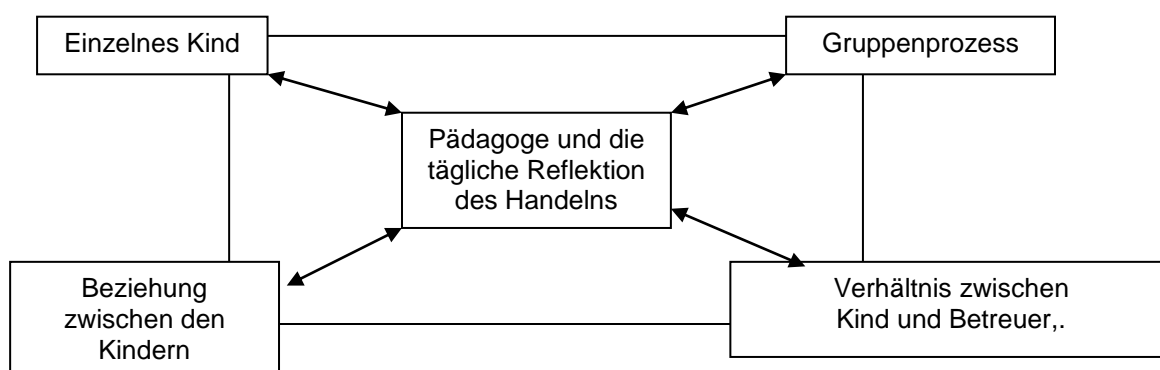 Einzelnes Kind
Gruppenprozess
Pädagoge und die
tägliche Reflektion
des Handelns
Beziehung
zwischen den
Kindern
Verhältnis zwischen
Kind und Betreuer,.